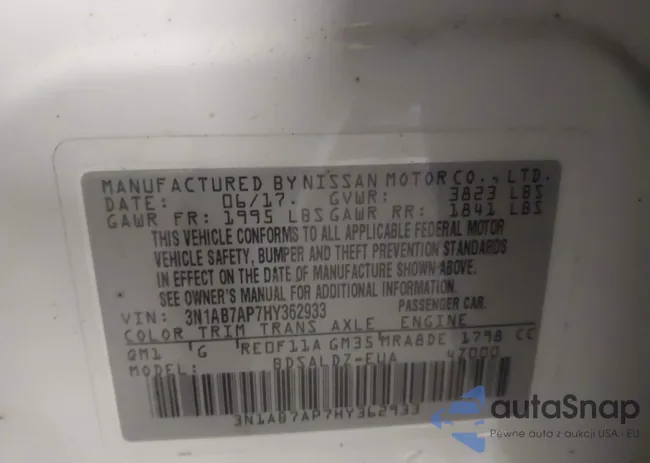 MANUFACTURED BY NISSAN MOTOR CO., LTD.
DATE: 06/17. GVWR: 3823 LBS
GAWR FR: 1995 LBS GAWR RR: 1841 LBS
THIS VEHICLE CONFORMS TO ALL APPLICABLE FEDERAL MOTOR
VEHICLE SAFETY, BUMPER AND THEFT PREVENTION STANDARDS
IN EFFECT ON THE DATE OF MANUFACTURE SHOWN ABOVE.
SEE OWNER'S MANUAL FOR ADDITIONAL INFORMATION.
VIN: 3N1AB7AP7HY362933 PASSENGER CAR.
COLOR TRIM TRANS AXLE ENGINE
QM1 G RE0F11A GM35 MRA8DE 1798 CC
MODEL: BDSALDZ-EUA 47000
3N1AB7AP7HY362933
autoSnap
Pewne auto z aukcji USA - EU